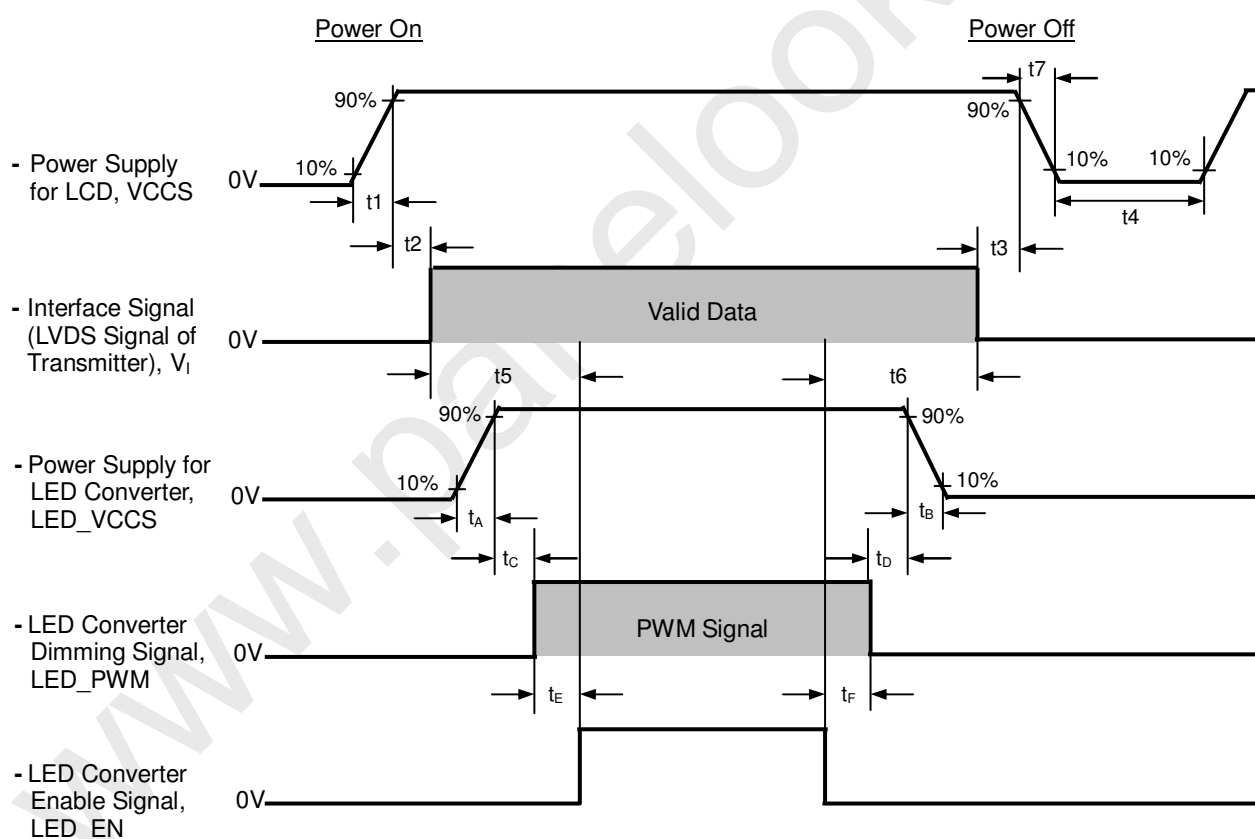 Power On
Power Off
t7
90%
90%
- Power Supply
for LCD, VCCS
10%
10%
10%
0V
t1
t4
t2
t3
- Interface Signal
(LVDS Signal of
Transmitter), VI
Valid Data
0V
t5
t6
90%
90%
- Power Supply for
LED Converter,
LED_VCCS
10%
10%
0V
tA
tB
tC
tD
- LED Converter
Dimming Signal,
LED_PWM
PWM Signal
0V
tE
tF
- LED Converter
Enable Signal,
LED_EN
0V